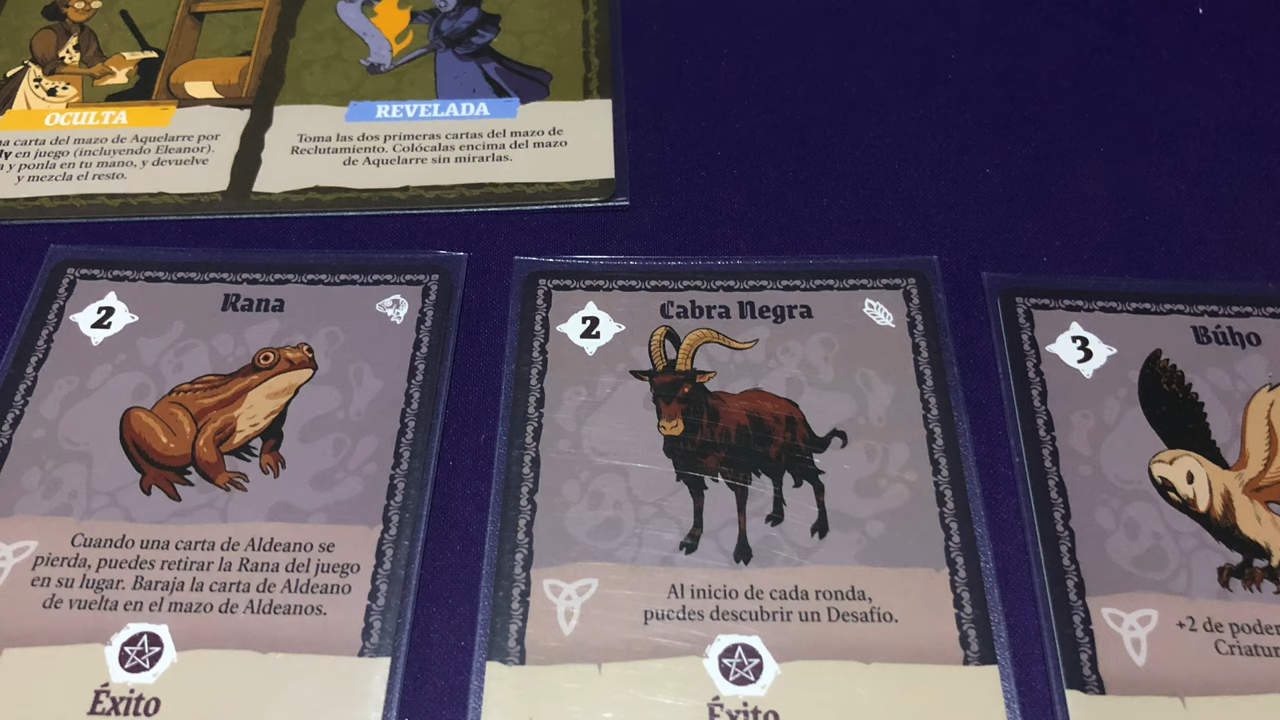 OCULTA
a carta del mazo de Aquelarre por
ly en juego (incluyendo Eleanor).
y ponla en tu mano, y devuelve
y mezcla el resto.
REVELADA
Toma las dos primeras cartas del mazo de
Reclutamiento. Colócalas encima del mazo
de Aquelarre sin mirarlas.
2
Rana
Cuando una carta de Aldeano se
pierda, puedes retirar la Rana del juego
en su lugar. Baraja la carta de Aldeano
de vuelta en el mazo de Aldeanos.
Éxito
2
Cabra Negra
Al inicio de cada ronda,
puedes descubrir un Desafío.
Éxito
3
Búho
+2 de poder
Criatur